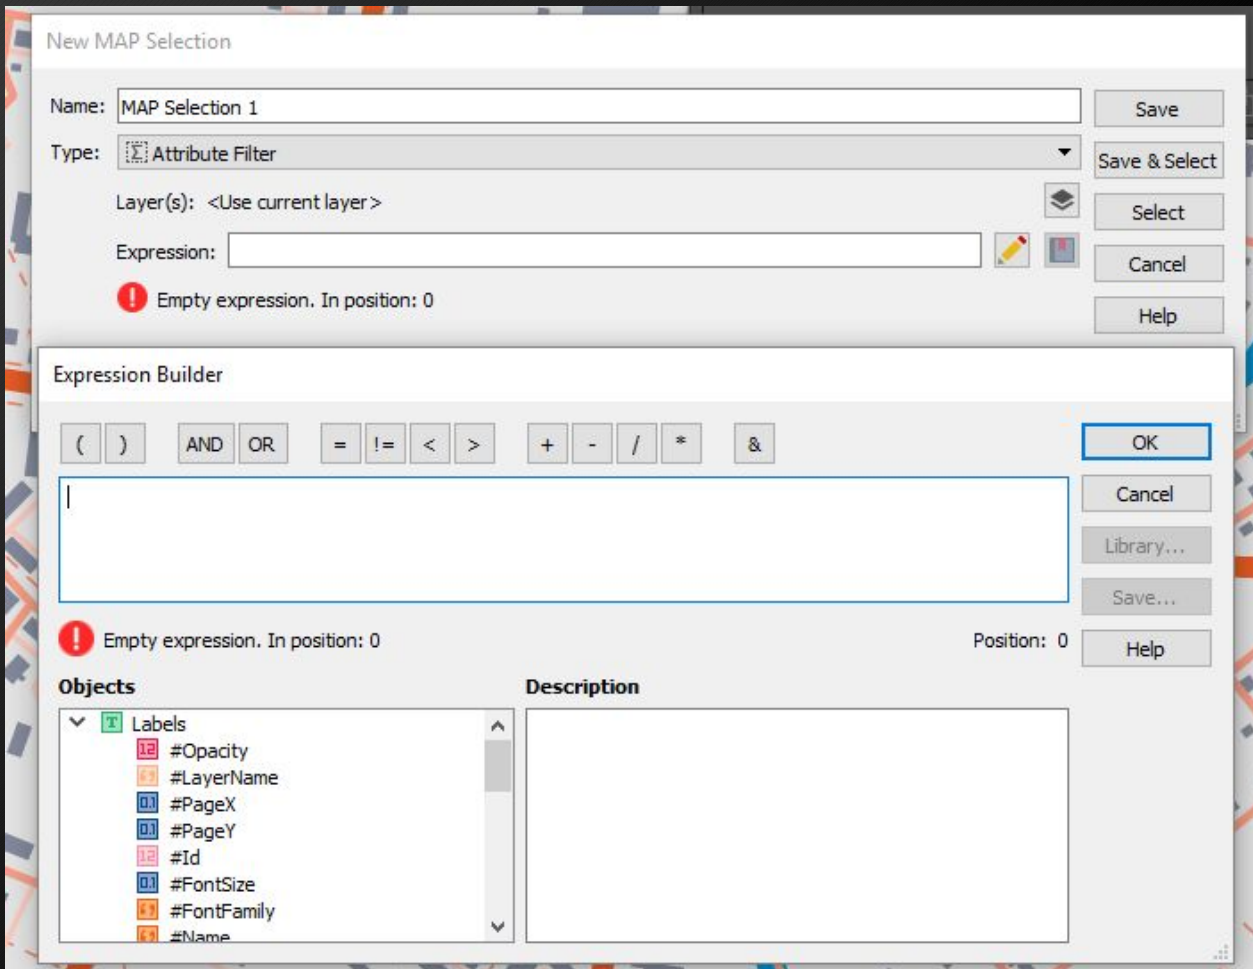 New MAP Selection
Name: MAP Selection 1
Save
Type: Attribute Filter
Save & Select
Layer(s): <Use current layer>
Select
Expression:
Cancel
Empty expression. In position: 0
Help
Expression Builder
( ) AND OR = != < > + - / * &
OK
Cancel
Library...
Save...
Empty expression. In position: 0
Position: 0
Help
Objects
Description
Labels
#Opacity
#LayerName
#PageX
#PageY
#Id
#FontSize
#FontFamily
#Name